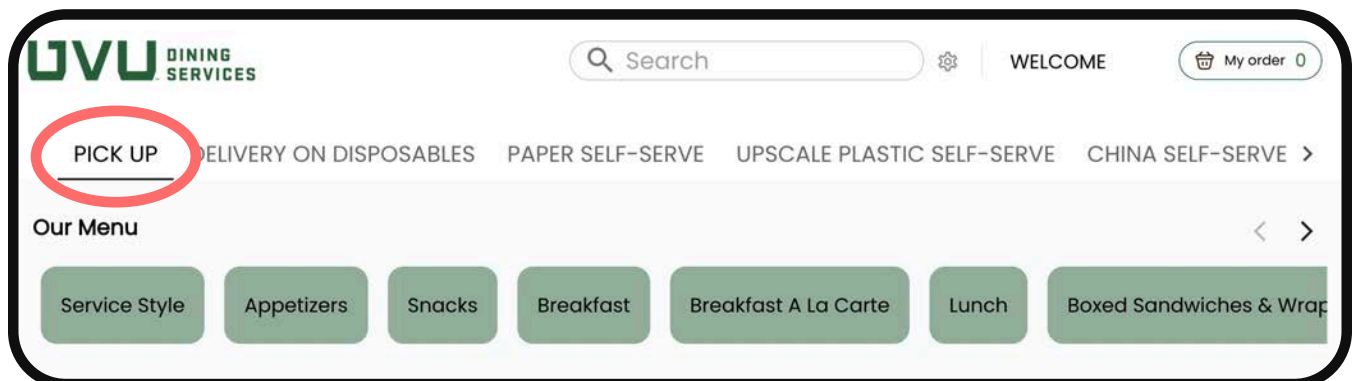 UVU DINING SERVICES
Search
WELCOME
My order 0
PICK UP
DELIVERY ON DISPOSABLES
PAPER SELF-SERVE
UPSCALE PLASTIC SELF-SERVE
CHINA SELF-SERVE
Our Menu
Service Style
Appetizers
Snacks
Breakfast
Breakfast A La Carte
Lunch
Boxed Sandwiches & Wrap